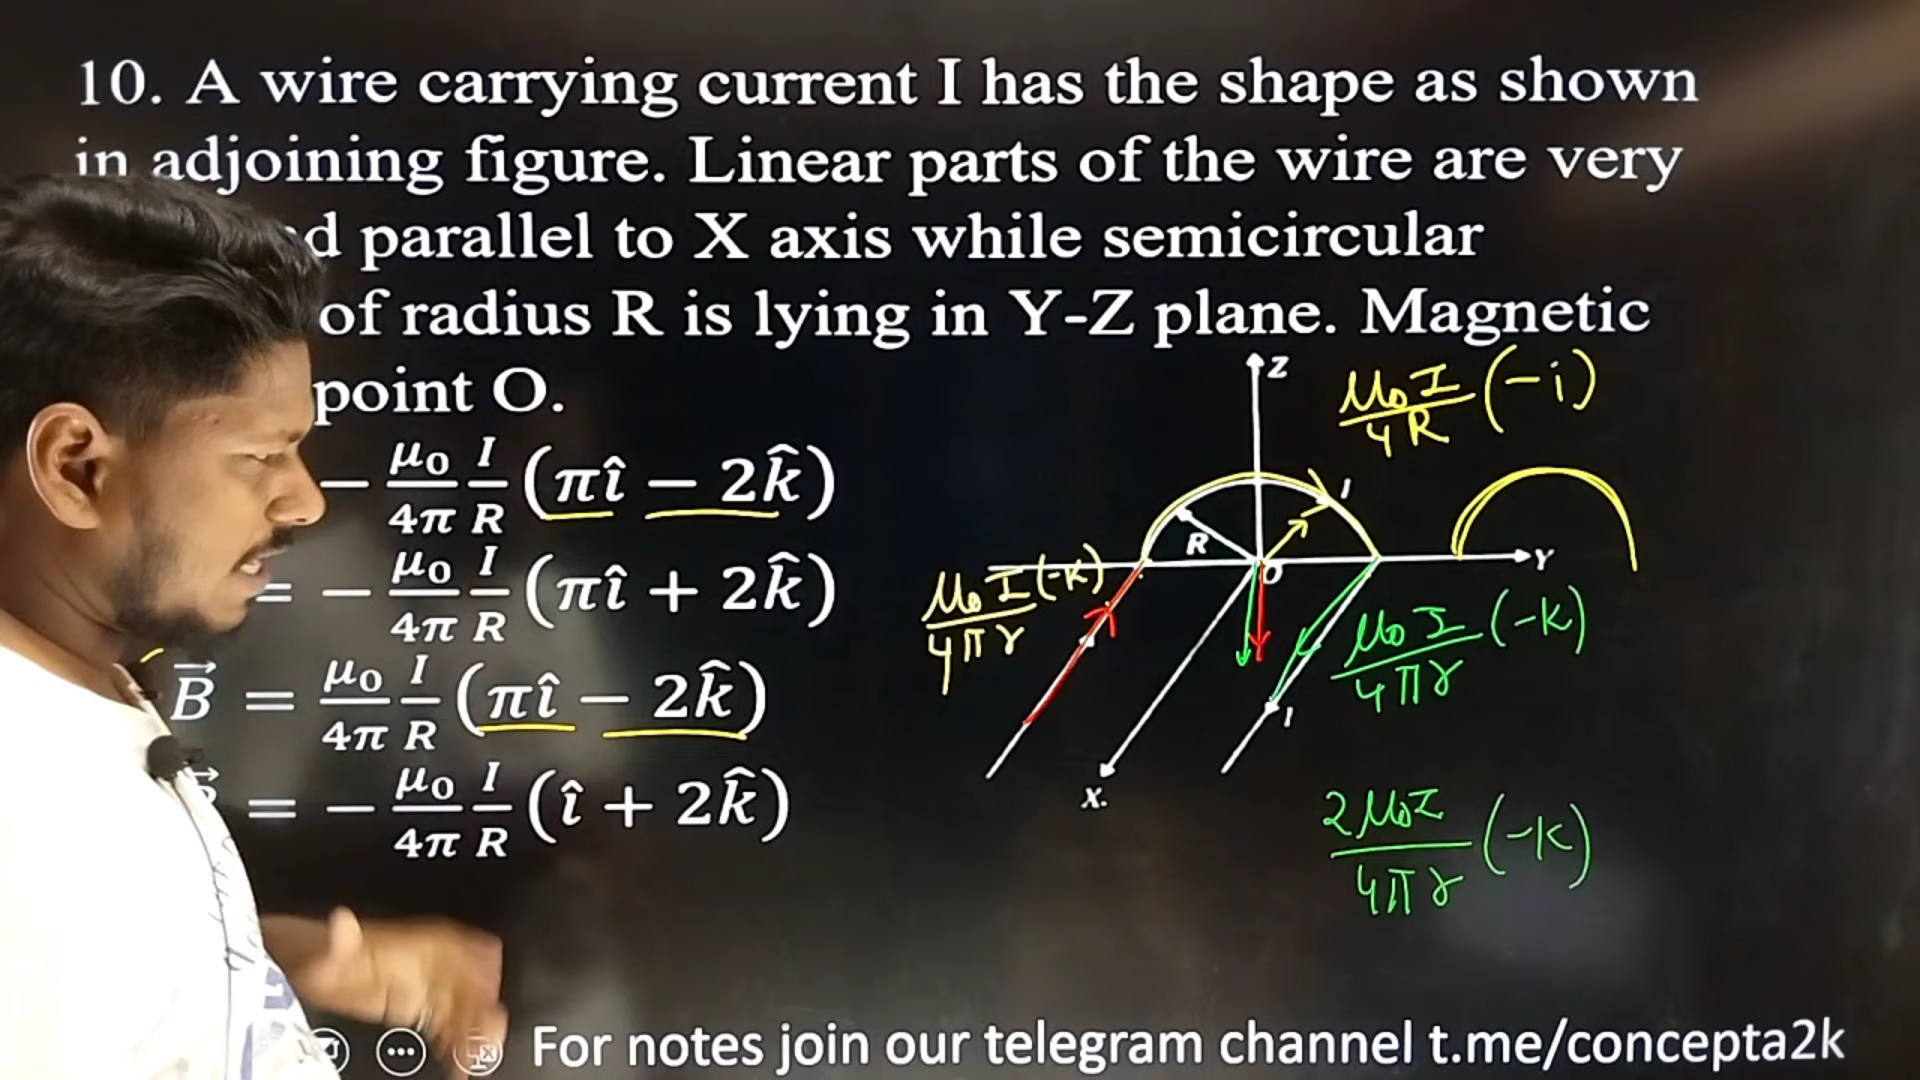 10. A wire carrying current I has the shape as shown
in adjoining figure. Linear parts of the wire are very
d parallel to X axis while semicircular
of radius R is lying in Y-Z plane. Magnetic
point O.
− μ₀/4π I/R (πî − 2k̂)
= − μ₀/4π I/R (πî + 2k̂)
B⃗ = μ₀/4π I/R (πî − 2k̂)
= − μ₀/4π I/R (î + 2k̂)
Z
μ₀I/4R (-i)
I
R
O
Y
μ₀I/4πr (-k)
μ₀I/4πr (-k)
I
X.
2μ₀I/4πr (-k)
For notes join our telegram channel t.me/concepta2k